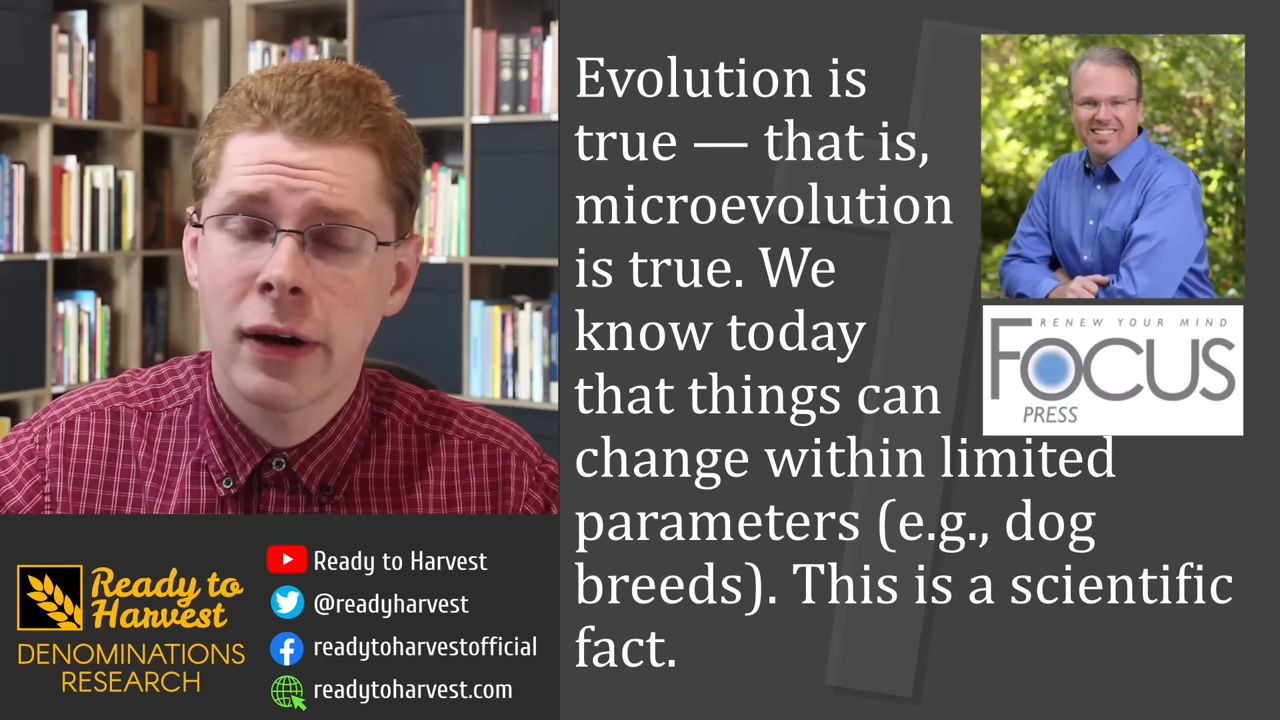 Evolution is
true — that is,
microevolution
is true. We
know today
that things can
change within limited
parameters (e.g., dog
breeds). This is a scientific
fact.
RENEW YOUR MIND
FOCUS
PRESS
Ready to
Harvest
DENOMINATIONS
RESEARCH
Ready to Harvest
@readyharvest
readytoharvestofficial
readytoharvest.com